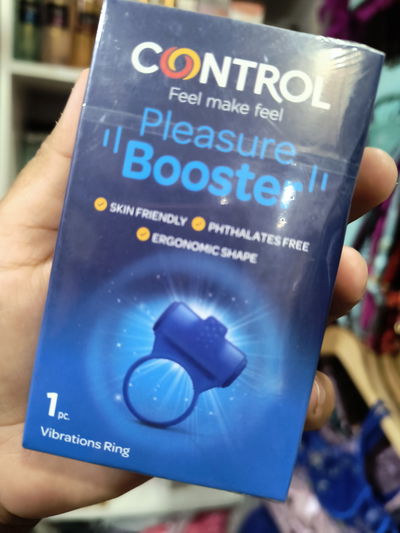 CONTROL
Feel make feel
Pleasure
Booster
SKIN FRIENDLY PHTHALATES FREE
ERGONOMIC SHAPE
1 pc.
Vibrations Ring